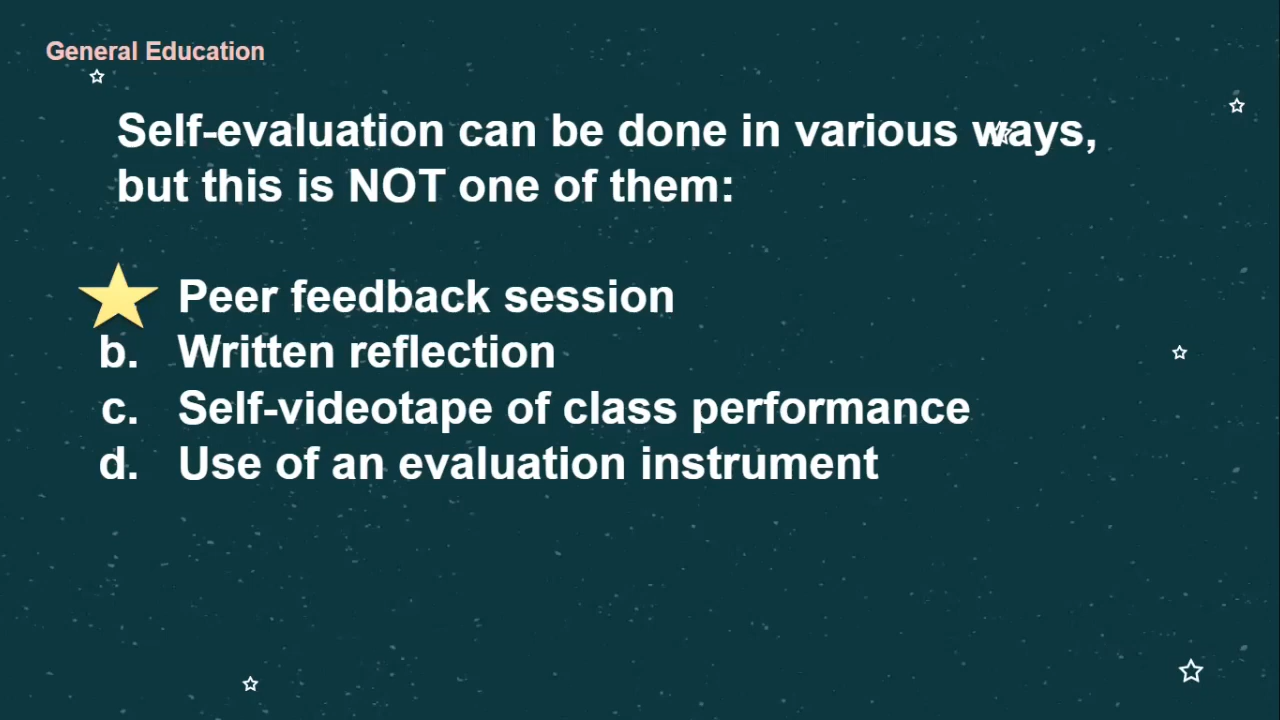 General Education
Self-evaluation can be done in various ways,
but this is NOT one of them:
Peer feedback session
b. Written reflection
c. Self-videotape of class performance
d. Use of an evaluation instrument